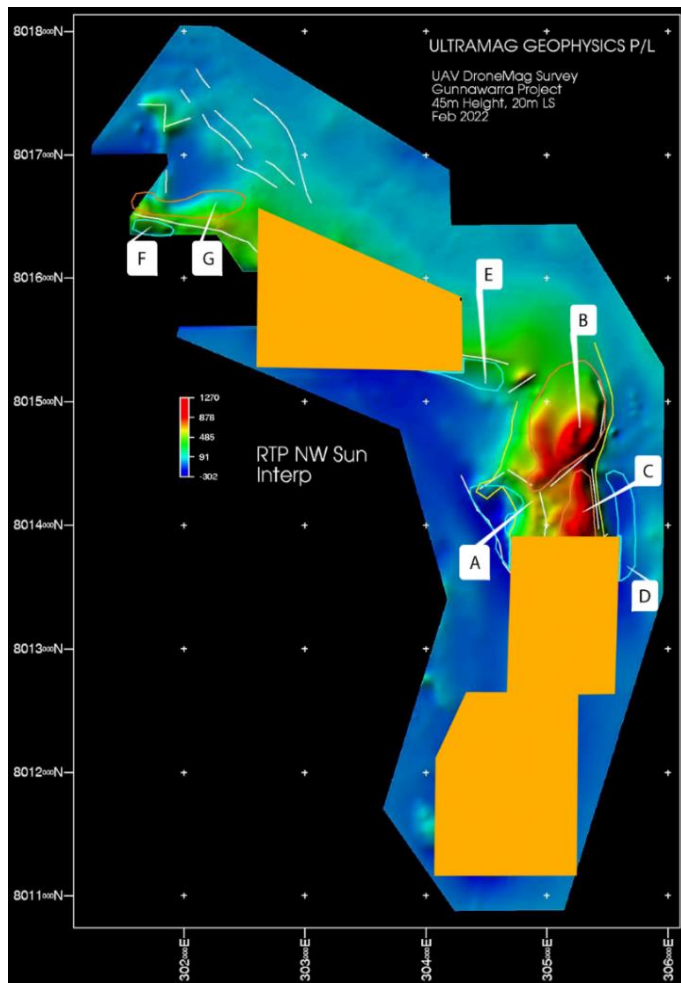 ULTRAMAG GEOPHYSICS P/L
UAV DroneMag Survey
Gunnawarra Project
45m Height, 20m LS
Feb 2022
8018000N
8017000N
8016000N
8015000N
8014000N
8013000N
8012000N
8011000N
F
G
E
B
1270
878
485
91
-302
RTP NW Sun
Interp
C
A
D
302000E
303000E
304000E
305000E
306000E